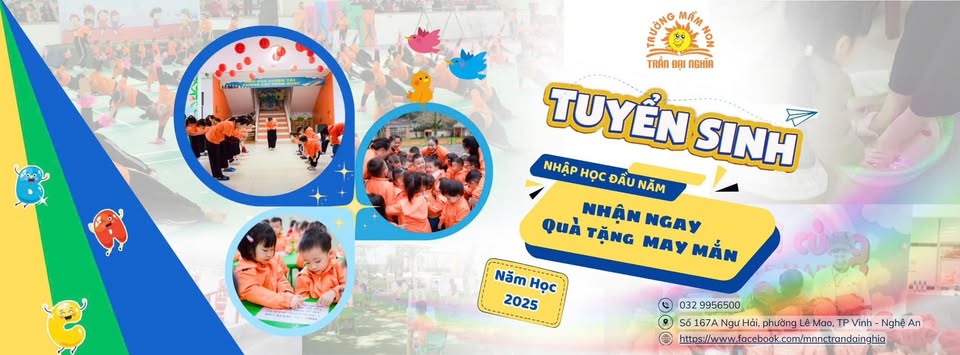 TRƯỜNG MẦM NON
TRẦN ĐẠI NGHĨA
TUYỂN SINH
NHẬP HỌC ĐẦU NĂM
NHẬN NGAY
QUÀ TẶNG MAY MẮN
Năm Học
2025
032 9956500
Số 167A Ngư Hải, phường Lê Mao, TP Vinh - Nghệ An
https://www.facebook.com/mnnctrandainghia
B
A
C